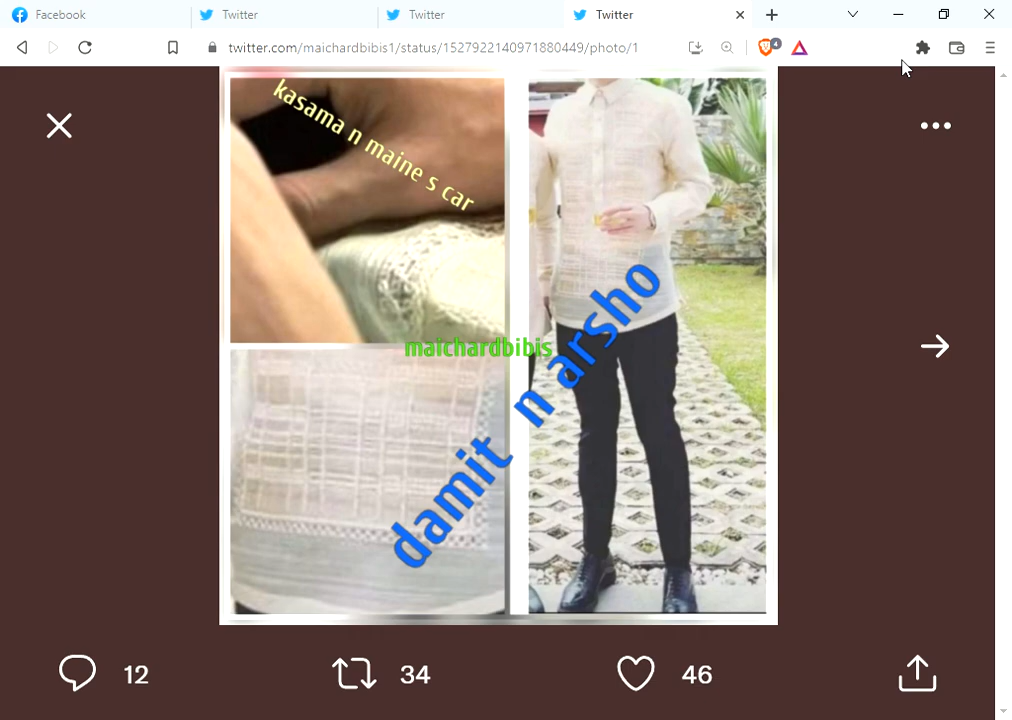 Facebook
Twitter
Twitter
Twitter
twitter.com/maichardbibis1/status/1527922140971880449/photo/1
4
kasama n maine s car
maichardbibis
damit n arsho
12
34
46